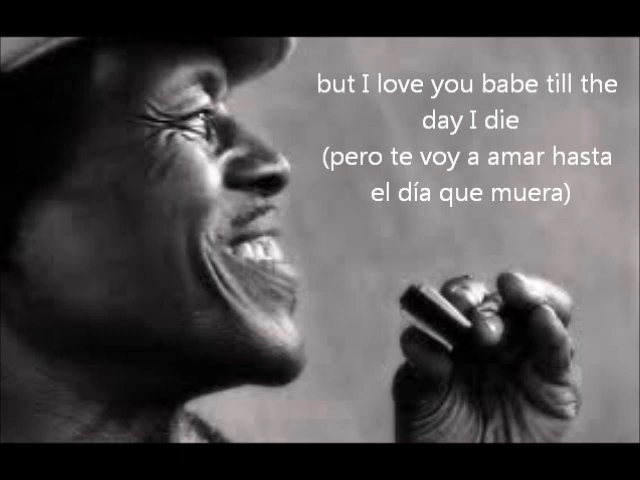 but I love you babe till the
day I die
(pero te voy a amar hasta
el día que muera)